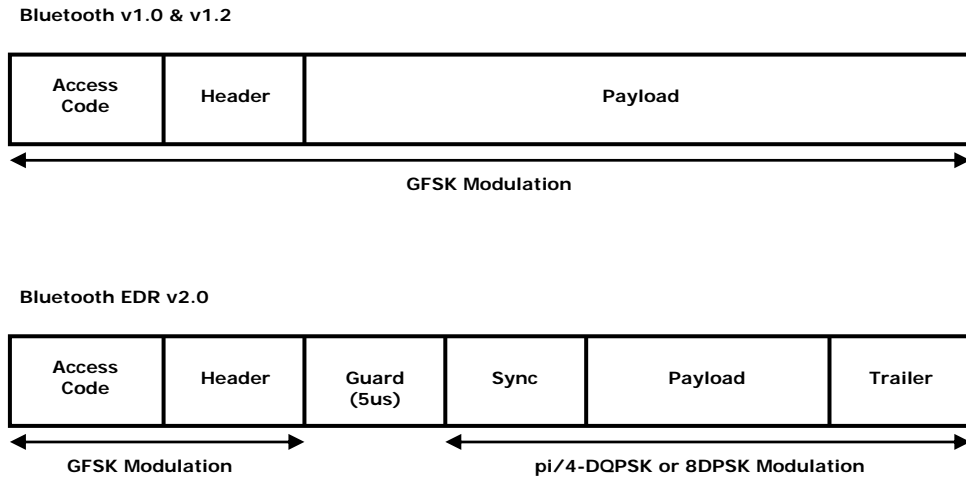 Bluetooth v1.0 & v1.2
Access
Code
Header
Payload
GFSK Modulation
Bluetooth EDR v2.0
Access
Code
Header
Guard
(5us)
Sync
Payload
Trailer
GFSK Modulation
pi/4-DQPSK or 8DPSK Modulation